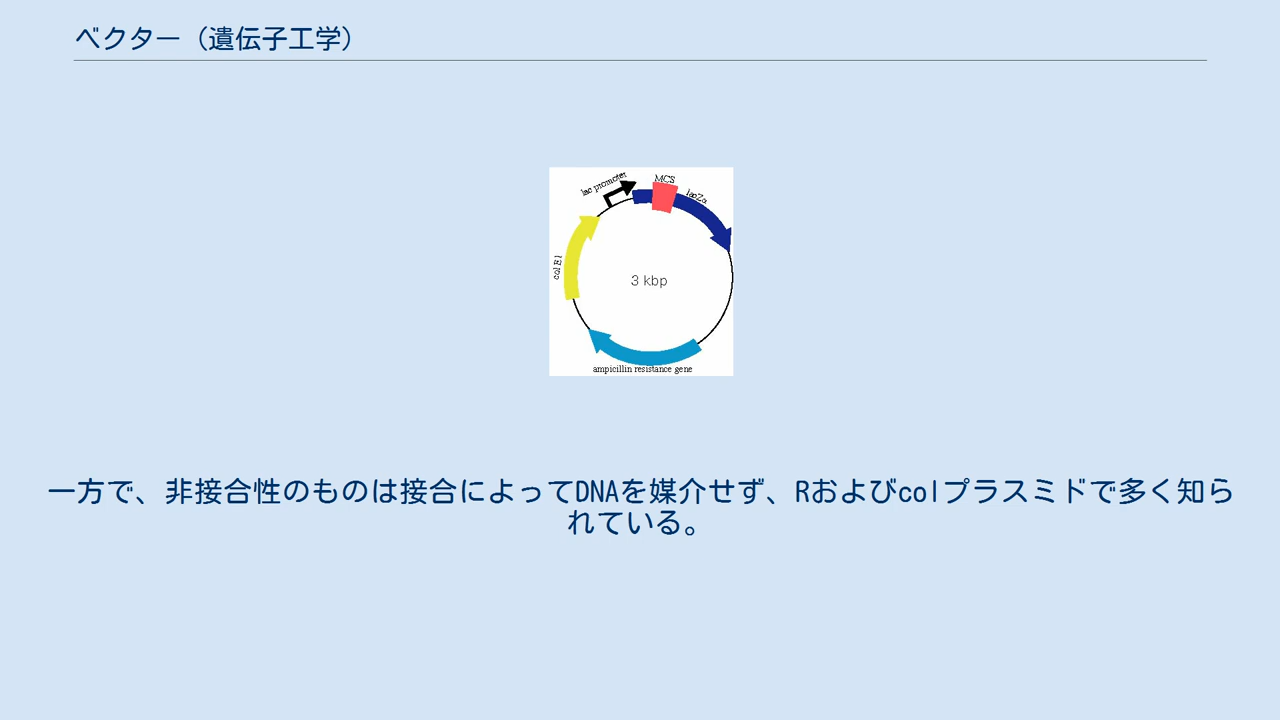 ベクター（遺伝子工学）
lac promoter
MCS
lacZα
col E1
3 kbp
ampicillin resistance gene
一方で、非接合性のものは接合によってDNAを媒介せず、Rおよびcolプラスミドで多く知ら
れている。